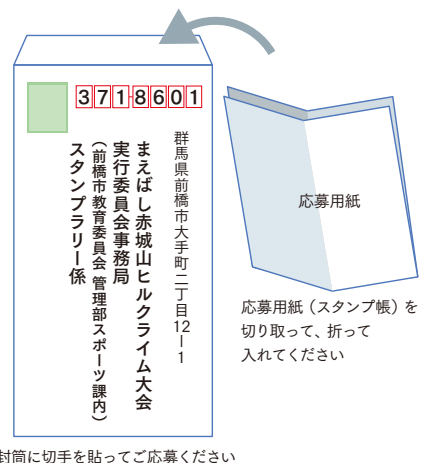 371-8601
群馬県前橋市大手町二丁目12ー1
まえばし赤城山ヒルクライム大会
実行委員会事務局
（前橋市教育委員会 管理部スポーツ課内）
スタンプラリー係
応募用紙
応募用紙（スタンプ帳）を
切り取って、折って
入れてください
封筒に切手を貼ってご応募ください